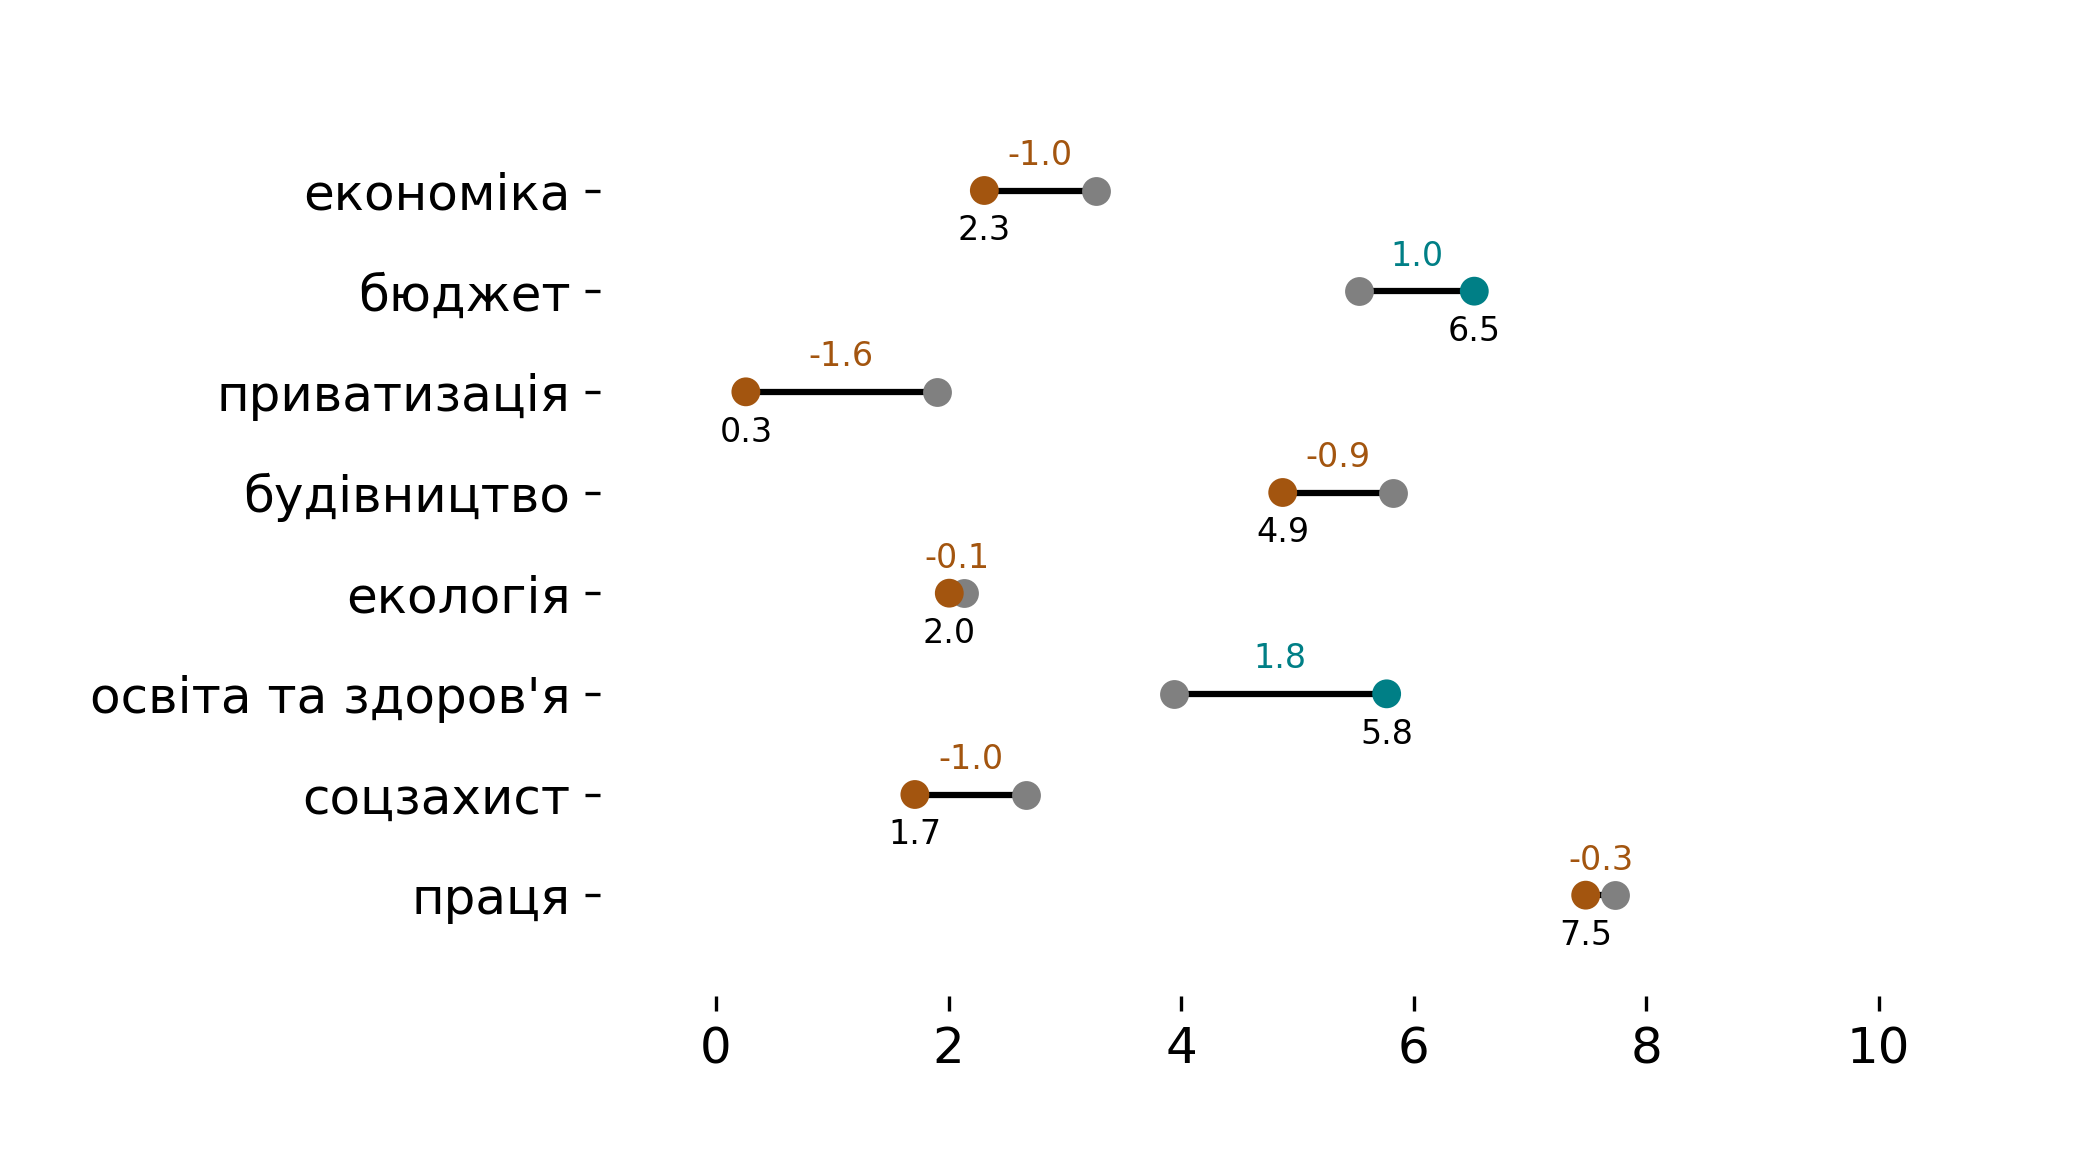 -1.0
економіка
2.3
1.0
бюджет
6.5
-1.6
приватизація
0.3
-0.9
будівництво
4.9
-0.1
екологія
2.0
1.8
освіта та здоров'я
5.8
-1.0
соцзахист
1.7
-0.3
праця
7.5
0 2 4 6 8 10